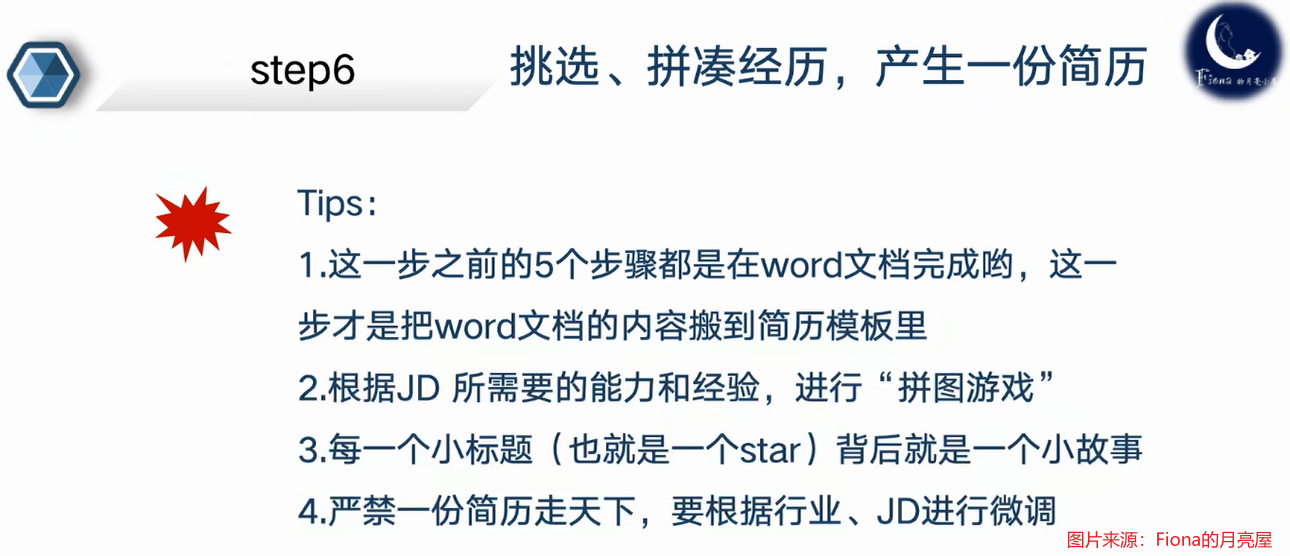 step6
挑选、拼凑经历，产生一份简历
Fiona 的月亮小屋
Tips：
1.这一步之前的5个步骤都是在word文档完成哟，这一
步才是把word文档的内容搬到简历模板里
2.根据JD 所需要的能力和经验，进行“拼图游戏”
3.每一个小标题（也就是一个star）背后就是一个小故事
4.严禁一份简历走天下，要根据行业、JD进行微调
图片来源：Fiona的月亮屋